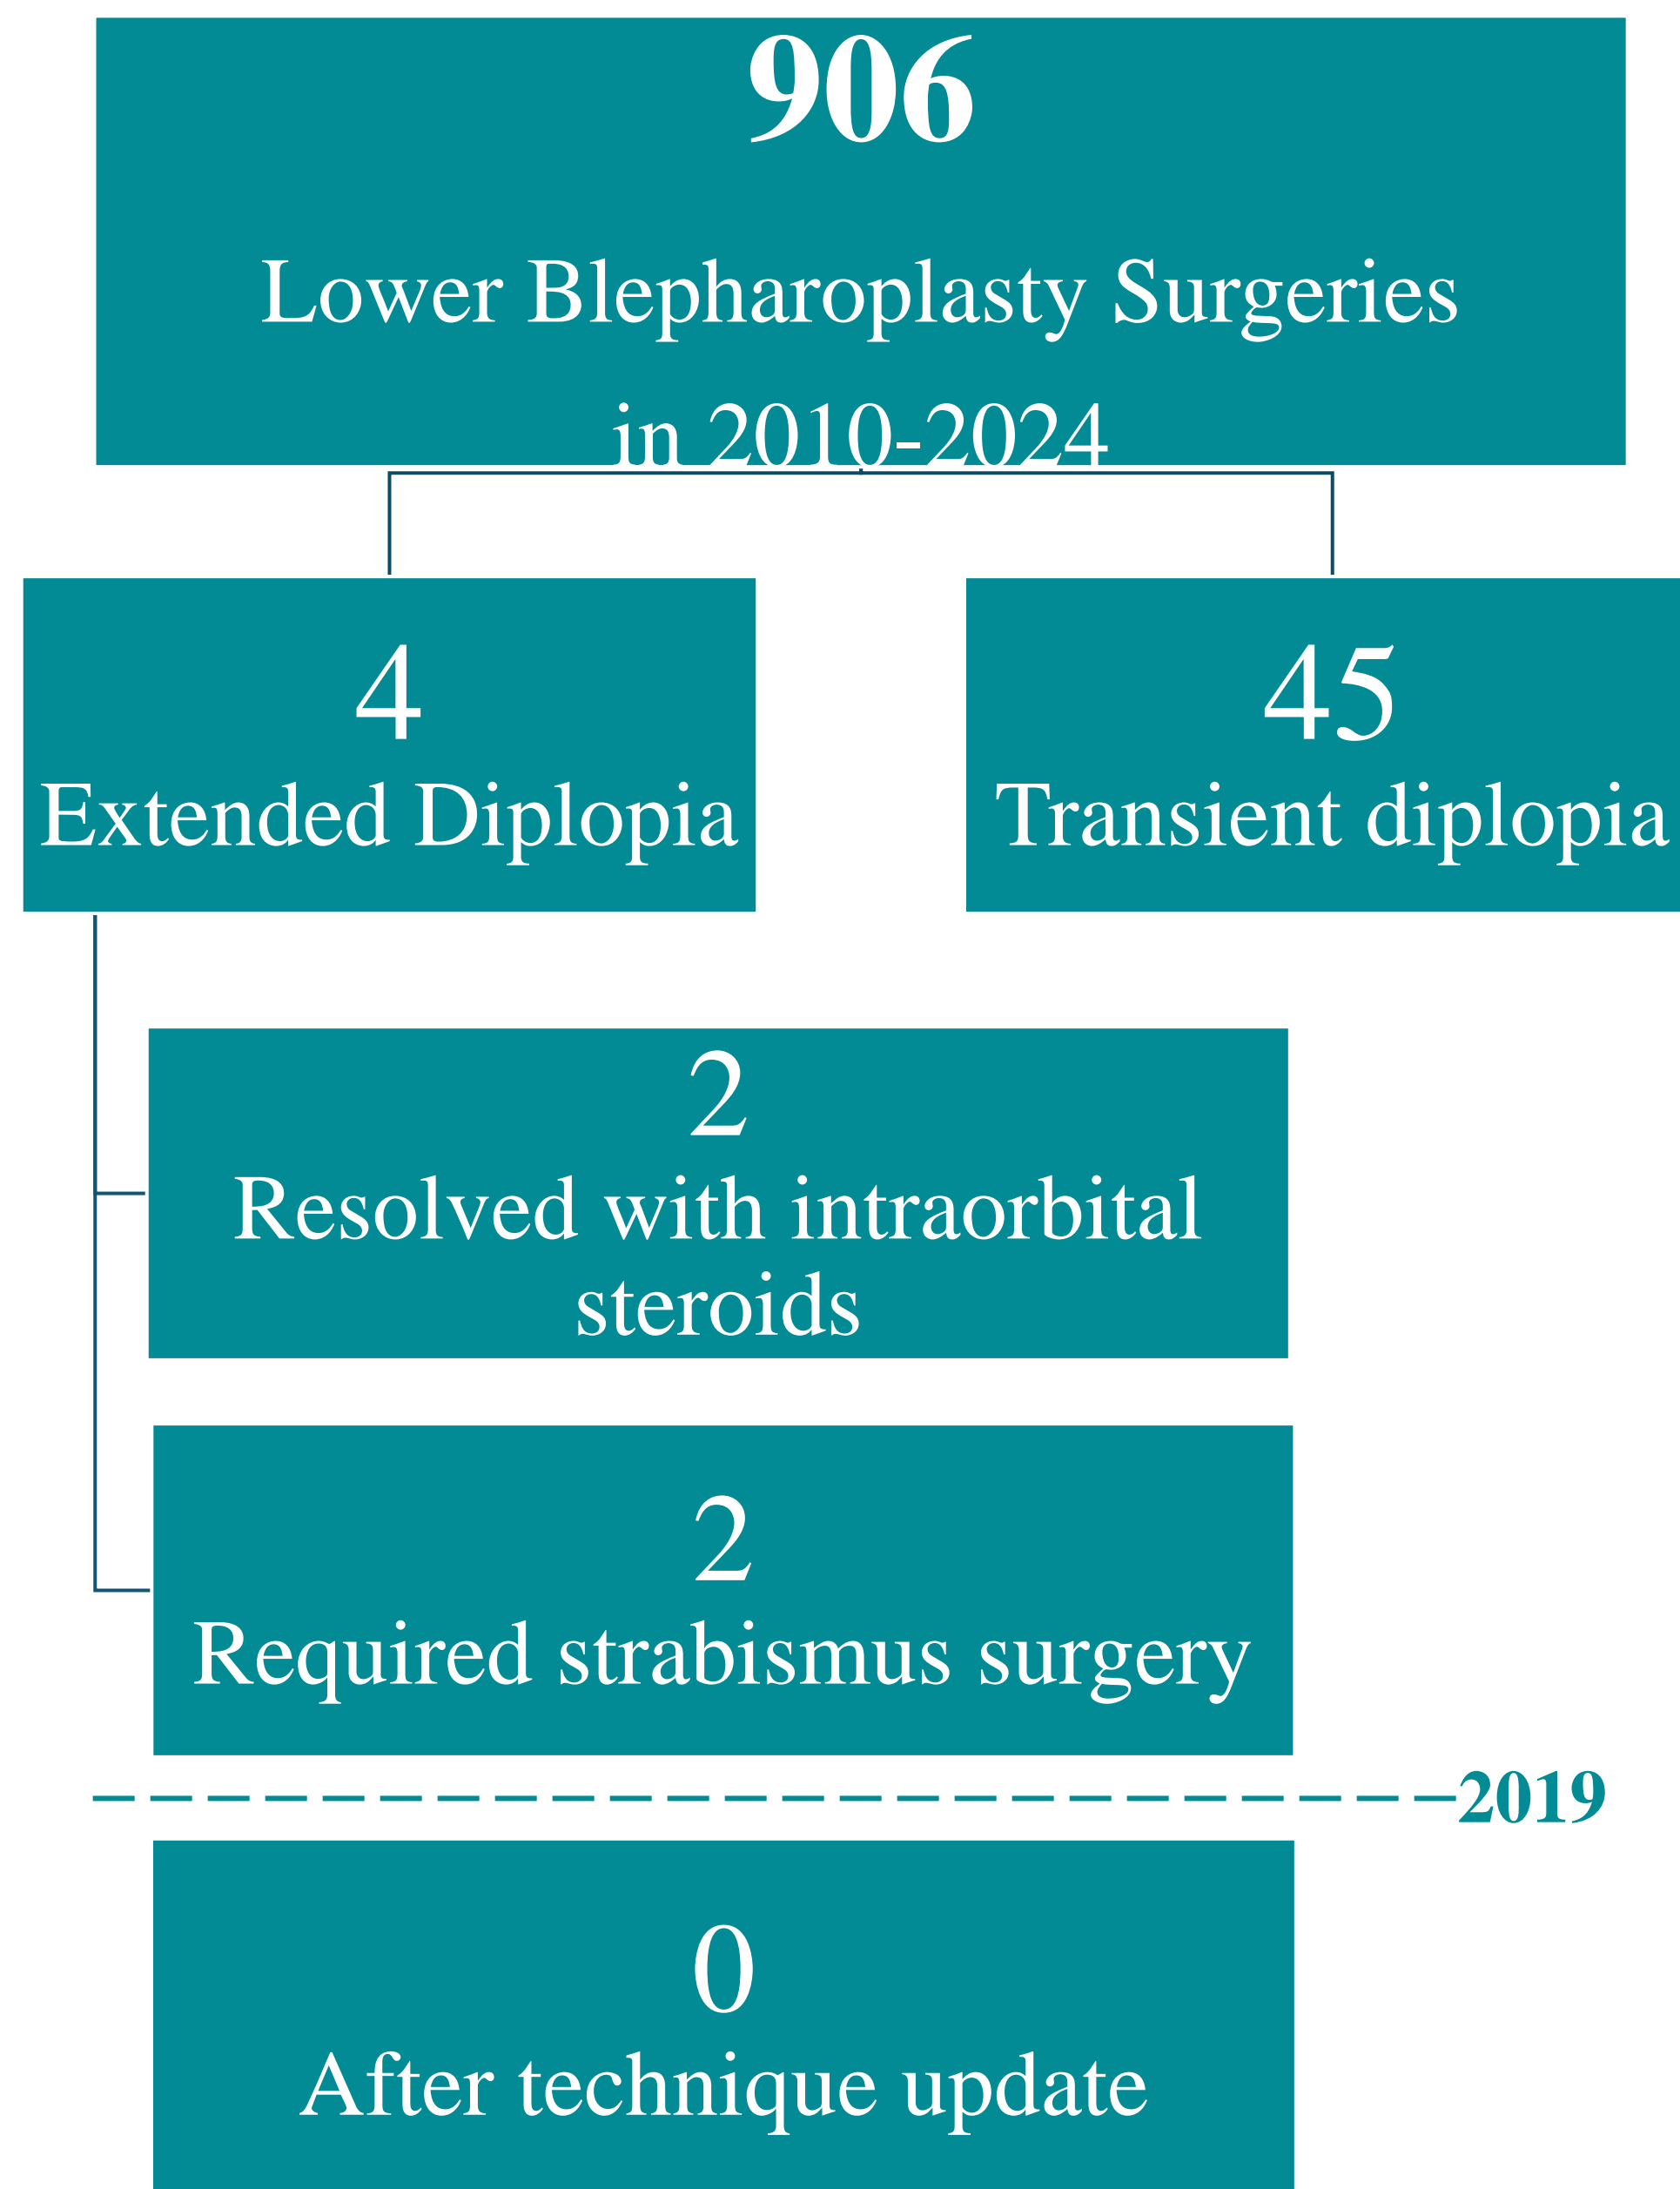 906
Lower Blepharoplasty Surgeries
in 2010-2024
4
Extended Diplopia
45
Transient diplopia
2
Resolved with intraorbital
steroids
2
Required strabismus surgery
2019
0
After technique update